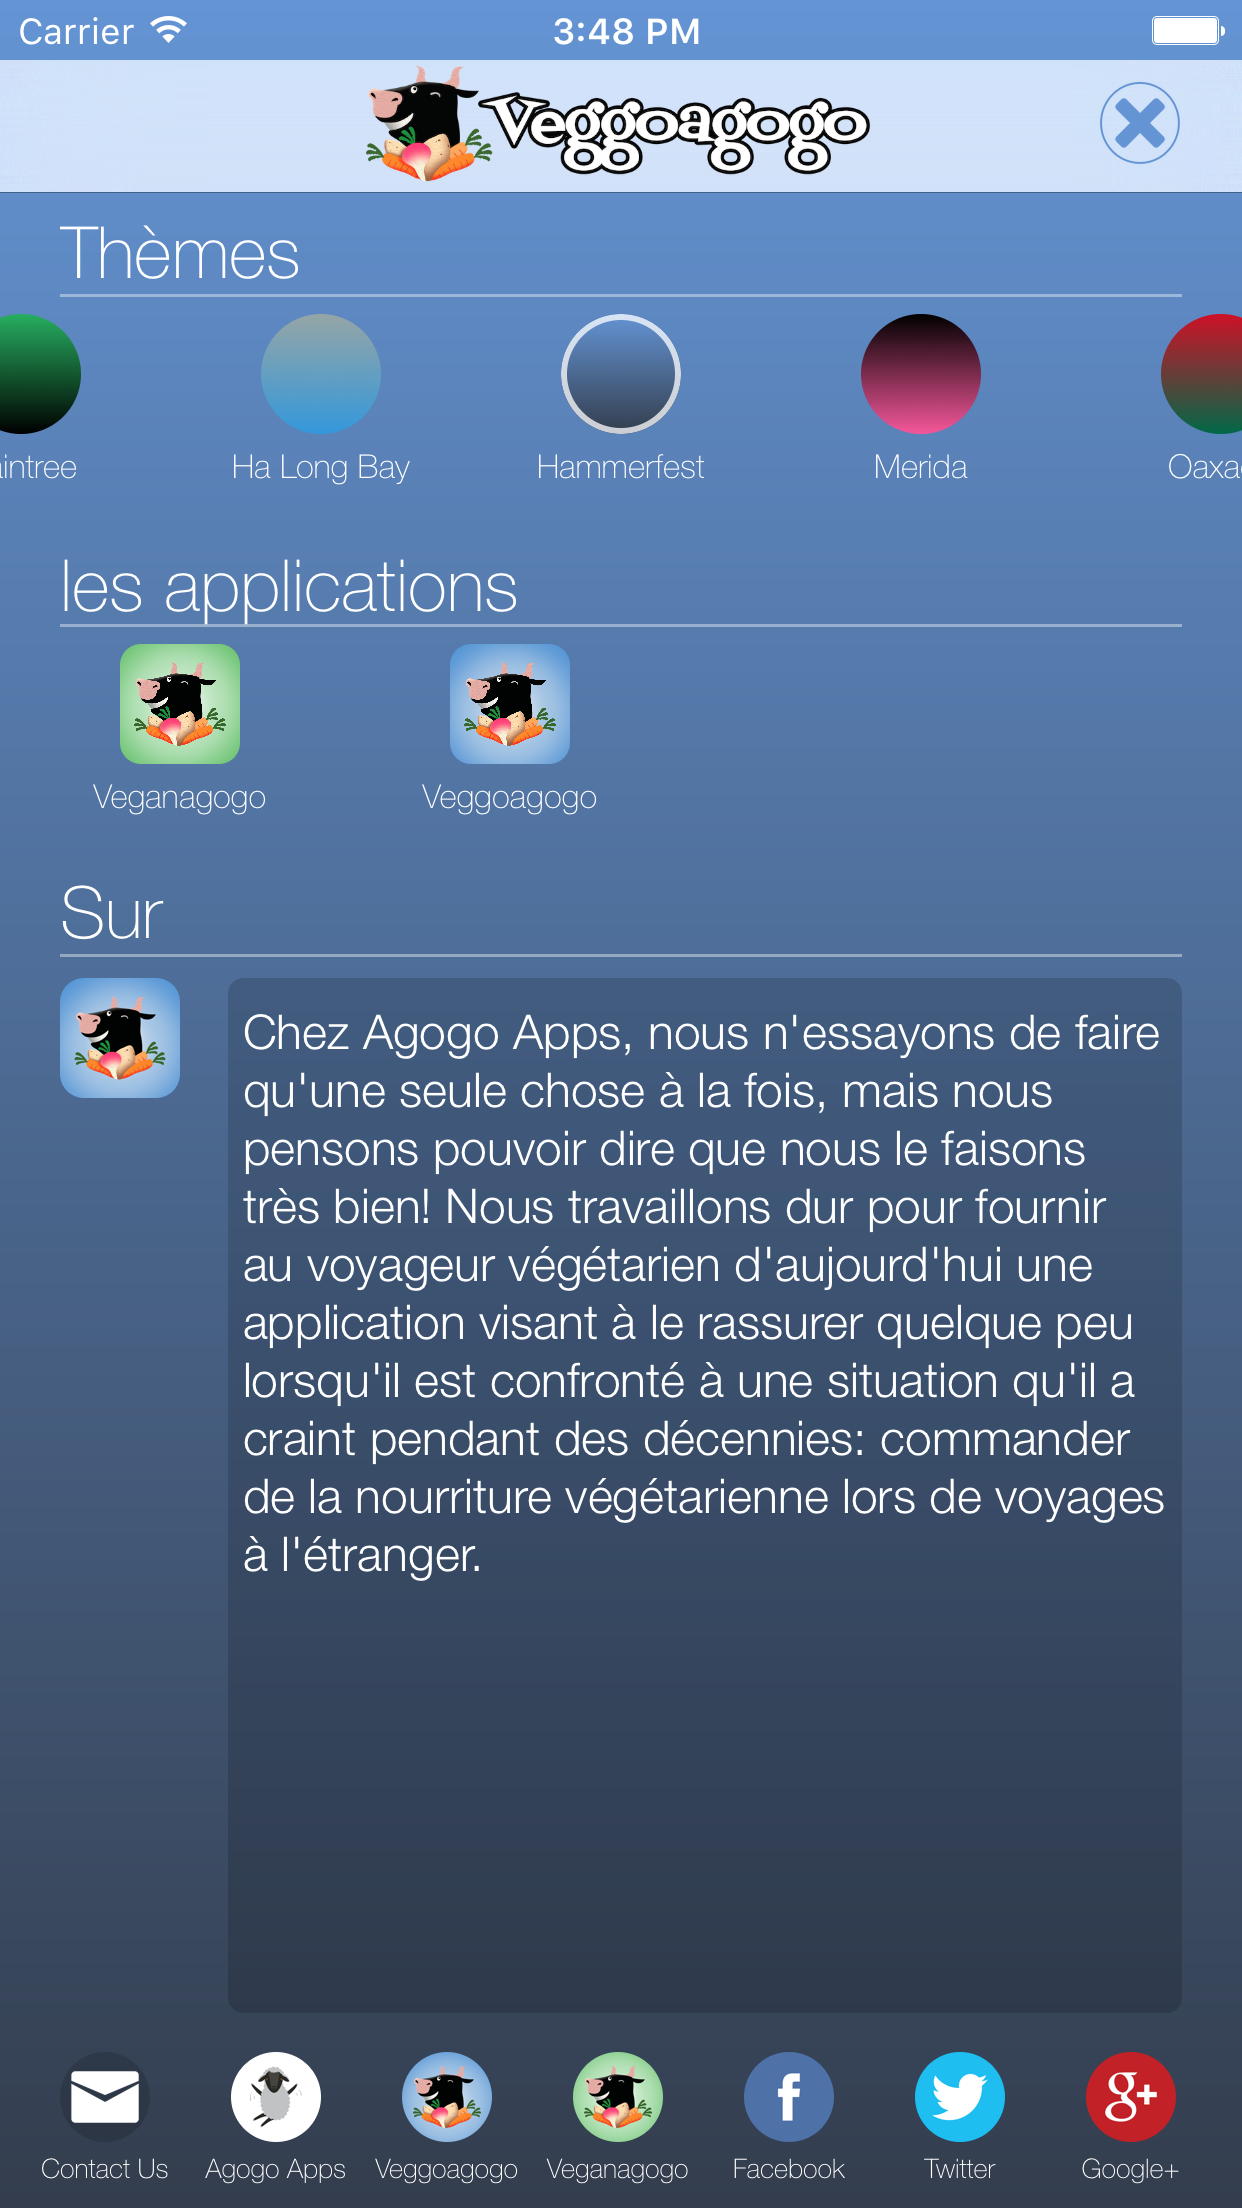 Carrier 3:48 PM
Veggoagogo
Thèmes
intree Ha Long Bay Hammerfest Merida Oaxa
les applications
Veganagogo Veggoagogo
Sur
Chez Agogo Apps, nous n'essayons de faire
qu'une seule chose à la fois, mais nous
pensons pouvoir dire que nous le faisons
très bien! Nous travaillons dur pour fournir
au voyageur végétarien d'aujourd'hui une
application visant à le rassurer quelque peu
lorsqu'il est confronté à une situation qu'il a
craint pendant des décennies: commander
de la nourriture végétarienne lors de voyages
à l'étranger.
f g+
Contact Us Agogo Apps Veggoagogo Veganagogo Facebook Twitter Google+